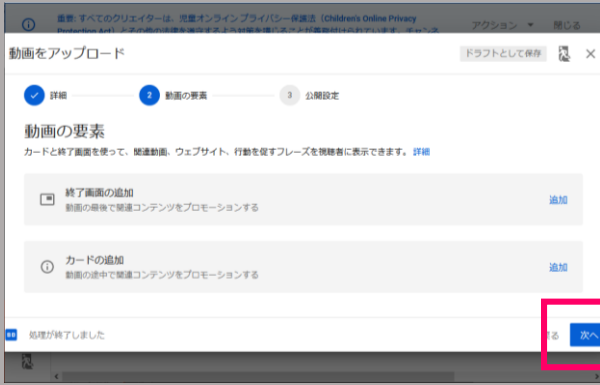 重要: すべてのクリエイターは、児童オンライン プライバシー保護法（Children's Online Privacy
アクション
閉じる
Protection Act）とその他の法律を遵守するよう対策を講じることが義務付けられています。チャンネ
動画をアップロード
ドラフトとして保存
詳細
2 動画の要素
3 公開設定
動画の要素
カードと終了画面を使って、関連動画、ウェブサイト、行動を促すフレーズを視聴者に表示できます。 詳細
終了画面の追加
動画の最後で関連コンテンツをプロモーションする
追加
カードの追加
動画の途中で関連コンテンツをプロモーションする
追加
処理が終了しました
る
次へ